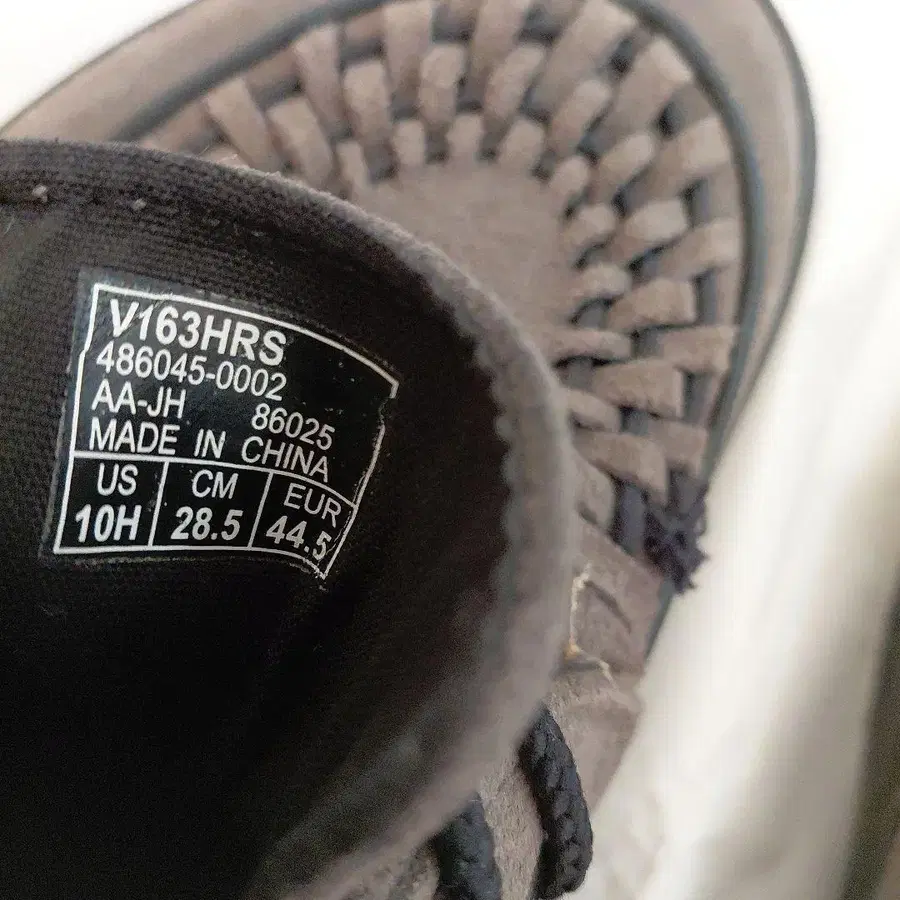 V163HRS
486045-0002
AA-JH 86025
MADE IN CHINA
US CM EUR
10H 28.5 44.5